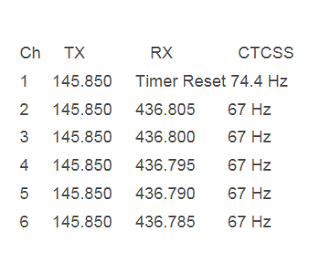 Ch TX RX CTCSS
1 145.850 Timer Reset 74.4 Hz
2 145.850 436.805 67 Hz
3 145.850 436.800 67 Hz
4 145.850 436.795 67 Hz
5 145.850 436.790 67 Hz
6 145.850 436.785 67 Hz